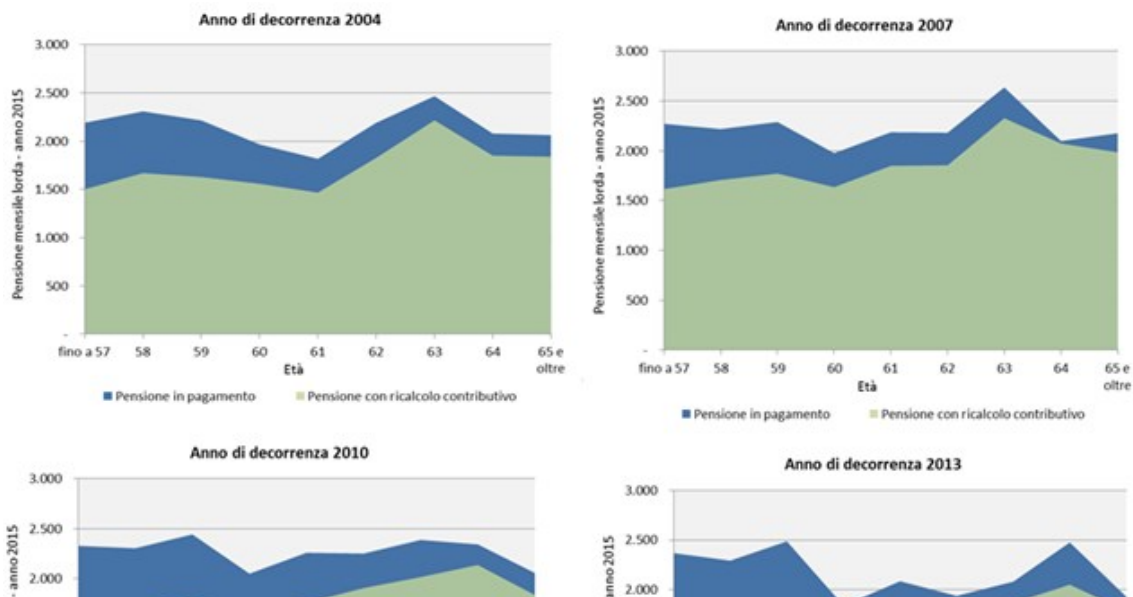 Anno di decorrenza 2004
Pensione mensile lorda - anno 2015
3.000
2.500
2.000
1.500
1.000
500
-
fino a 57 58 59 60 61 62 63 64 65 e oltre
Età
Pensione in pagamento Pensione con ricalcolo contributivo
Anno di decorrenza 2007
Pensione mensile lorda - anno 2015
3.000
2.500
2.000
1.500
1.000
500
-
fino a 57 58 59 60 61 62 63 64 65 e oltre
Età
Pensione in pagamento Pensione con ricalcolo contributivo
Anno di decorrenza 2010
- anno 2015
3.000
2.500
2.000
Anno di decorrenza 2013
anno 2015
3.000
2.500
2.000